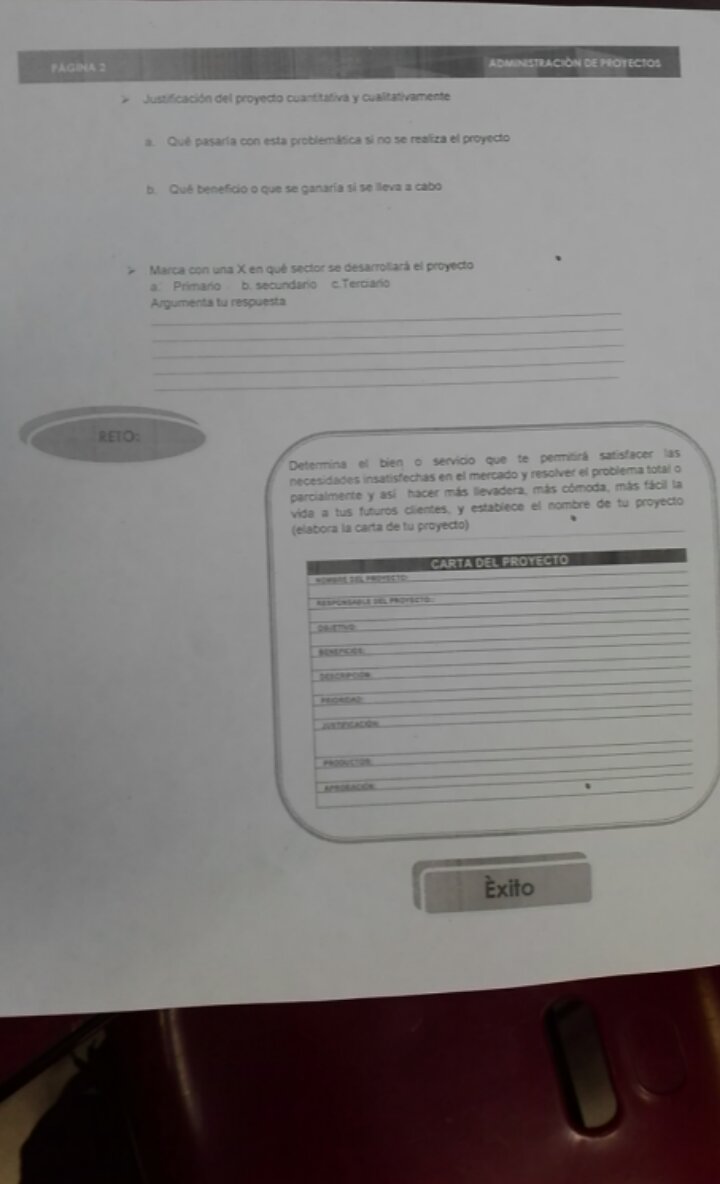 PÁGINA 2
ADMINISTRACIÓN DE PROYECTOS
➢ Justificación del proyecto cuantitativa y cualitativamente
a. Qué pasaría con esta problemática si no se realiza el proyecto
b. Qué beneficio o que se ganaría si se lleva a cabo
➢ Marca con una X en qué sector se desarrollará el proyecto
a. Primario b. secundario c.Terciario
Argumenta tu respuesta
RETO:
Determina el bien o servicio que te permitirá satisfacer las
necesidades insatisfechas en el mercado y resolver el problema total o
parcialmente y así hacer más llevadera, más cómoda, más fácil la
vida a tus futuros clientes, y establece el nombre de tu proyecto
(elabora la carta de tu proyecto)
CARTA DEL PROYECTO
NOMBRE DEL PROYECTO:
RESPONSABLE DEL PROYECTO:
OBJETIVO:
BENEFICIOS:
DESCRIPCIÓN:
PRIORIDAD:
JUSTIFICACIÓN:
PRODUCTOS:
APROBACIÓN:
Èxito